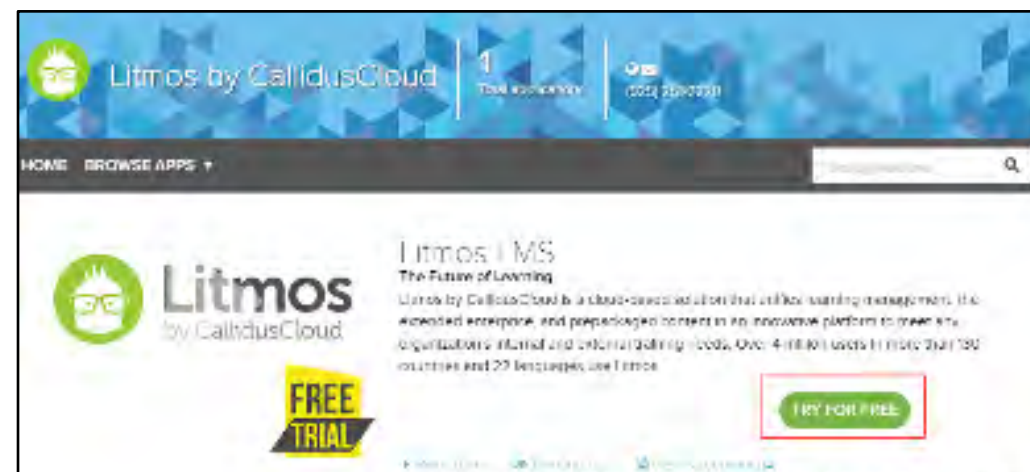 Litmos by CallidusCloud
1
Total applications
HOME BROWSE APPS
Litmos LMS
The Future of Learning
Litmos
by CallidusCloud
Litmos by CallidusCloud is a cloud-based solution that unifies learning management, the
extended enterprise, and prepackaged content in an innovative platform to meet any
organization's internal and external training needs. Over 4 million users in more than 130
countries and 22 languages use Litmos
FREE
TRIAL
TRY FOR FREE